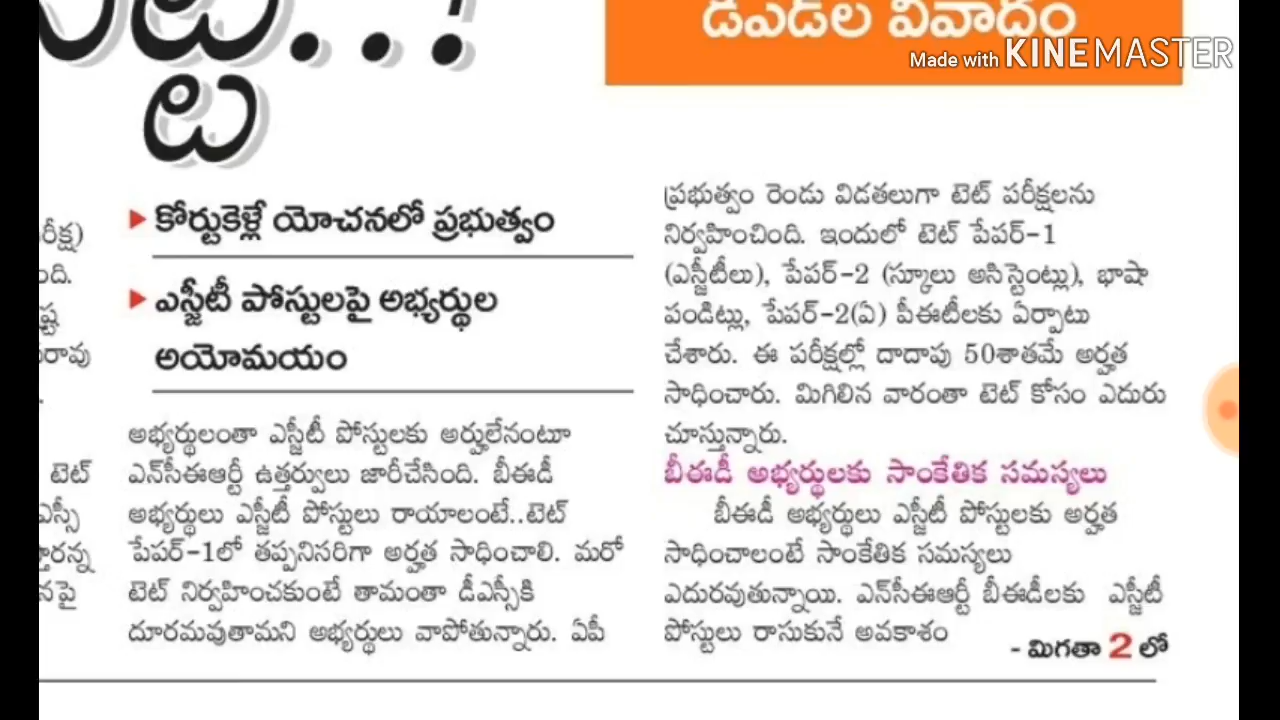 వివాదం
Made with KINEMASTER
రీక్ష)
ంది.
ష్ట
రావు
టెట్
ఎస్సీ
నపై
▶ కోర్టుకెళ్లే యోచనలో ప్రభుత్వం
▶ ఎస్జీటీ పోస్టులపై అభ్యర్థుల
అయోమయం
అభ్యర్థులంతా ఎస్జీటీ పోస్టులకు అర్హులేనంటూ
ఎన్‌సీఈఆర్టీ ఉత్తర్వులు జారీచేసింది. బీఈడీ
అభ్యర్థులు ఎస్జీటీ పోస్టులు రాయాలంటే..టెట్
పేపర్-1లో తప్పనిసరిగా అర్హత సాధించాలి. మరో
టెట్ నిర్వహించకుంటే తామంతా డీఎస్సీకి
దూరమవుతామని అభ్యర్థులు వాపోతున్నారు. ఏపీ
ప్రభుత్వం రెండు విడతలుగా టెట్ పరీక్షలను
నిర్వహించింది. ఇందులో టెట్ పేపర్-1
(ఎస్జీటీలు), పేపర్-2 (స్కూలు అసిస్టెంట్లు), భాషా
పండిట్లు, పేపర్-2(ఏ) పీఈటీలకు ఏర్పాటు
చేశారు. ఈ పరీక్షల్లో దాదాపు 50శాతమే అర్హత
సాధించారు. మిగిలిన వారంతా టెట్ కోసం ఎదురు
చూస్తున్నారు.
బీఈడీ అభ్యర్థులకు సాంకేతిక సమస్యలు
బీఈడీ అభ్యర్థులు ఎస్జీటీ పోస్టులకు అర్హత
సాధించాలంటే సాంకేతిక సమస్యలు
ఎదురవుతున్నాయి. ఎన్‌సీఈఆర్టీ బీఈడీలకు ఎస్జీటీ
పోస్టులు రాసుకునే అవకాశం
- మిగతా 2 లో